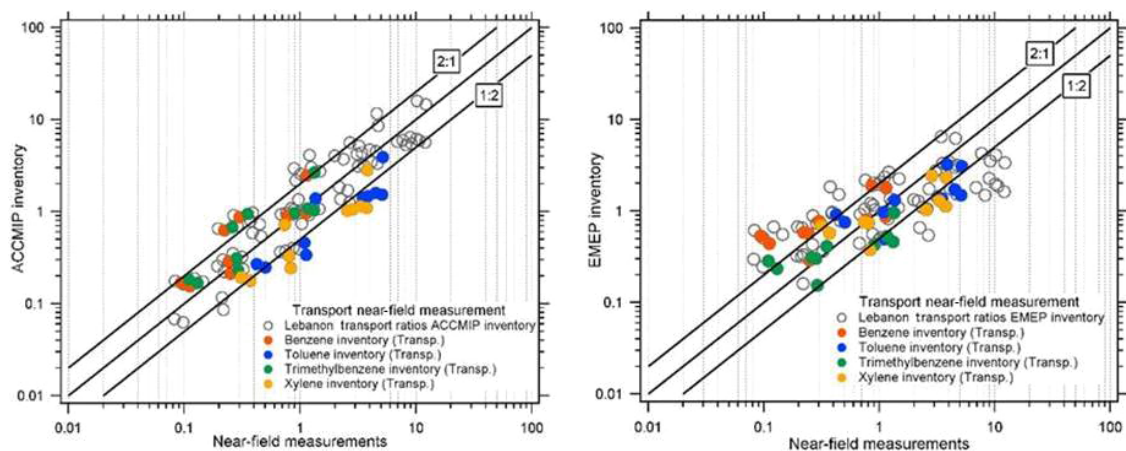 100
10
1
0.1
0.01
ACCMIP inventory
2:1
1:2
Transport near-field measurement
Lebanon transport ratios ACCMIP inventory
Benzene inventory (Transp.)
Toluene inventory (Transp.)
Trimethylbenzene inventory (Transp.)
Xylene inventory (Transp.)
0.01 0.1 1 10 100
Near-field measurements
100
10
1
0.1
0.01
EMEP inventory
2:1
1:2
Transport near-field measurement
Lebanon transport ratios EMEP inventory
Benzene inventory (Transp.)
Toluene inventory (Transp.)
Trimethylbenzene inventory (Transp.)
Xylene inventory (Transp.)
0.01 0.1 1 10 100
Near-field measurements